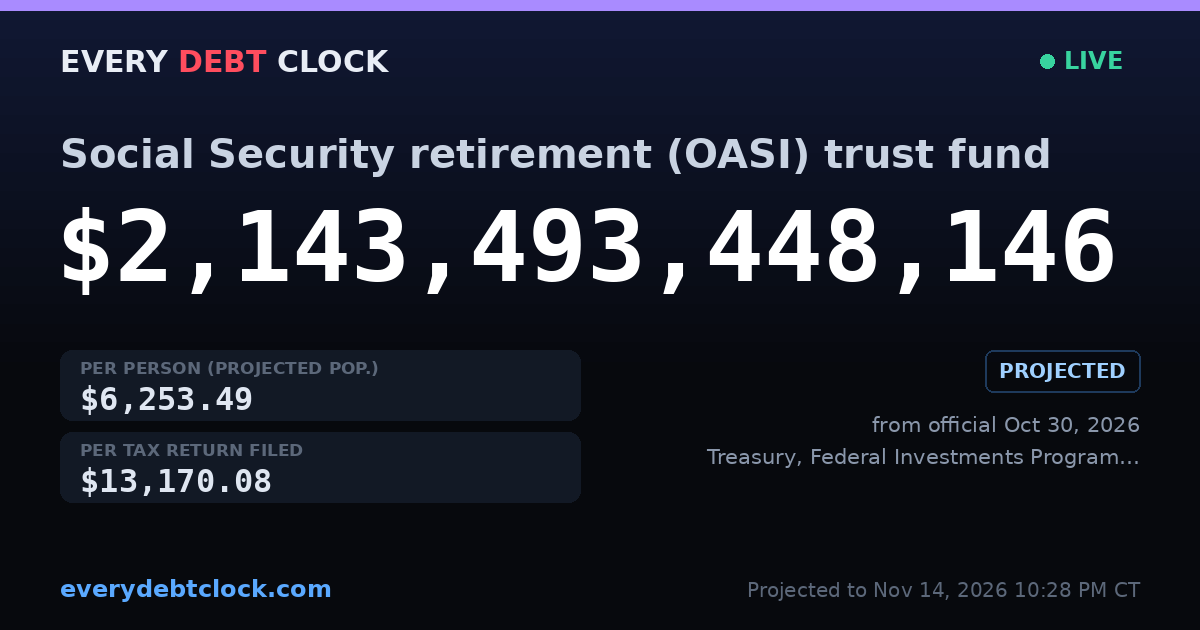 EVERY DEBT CLOCK
LIVE
Social Security retirement (OASI) trust fund
$2,143,493,448,146
PER PERSON (PROJECTED POP.)
$6,253.49
PER TAX RETURN FILED
$13,170.08
PROJECTED
from official Oct 30, 2026
Treasury, Federal Investments Program...
everydebtclock.com
Projected to Nov 14, 2026 10:28 PM CT